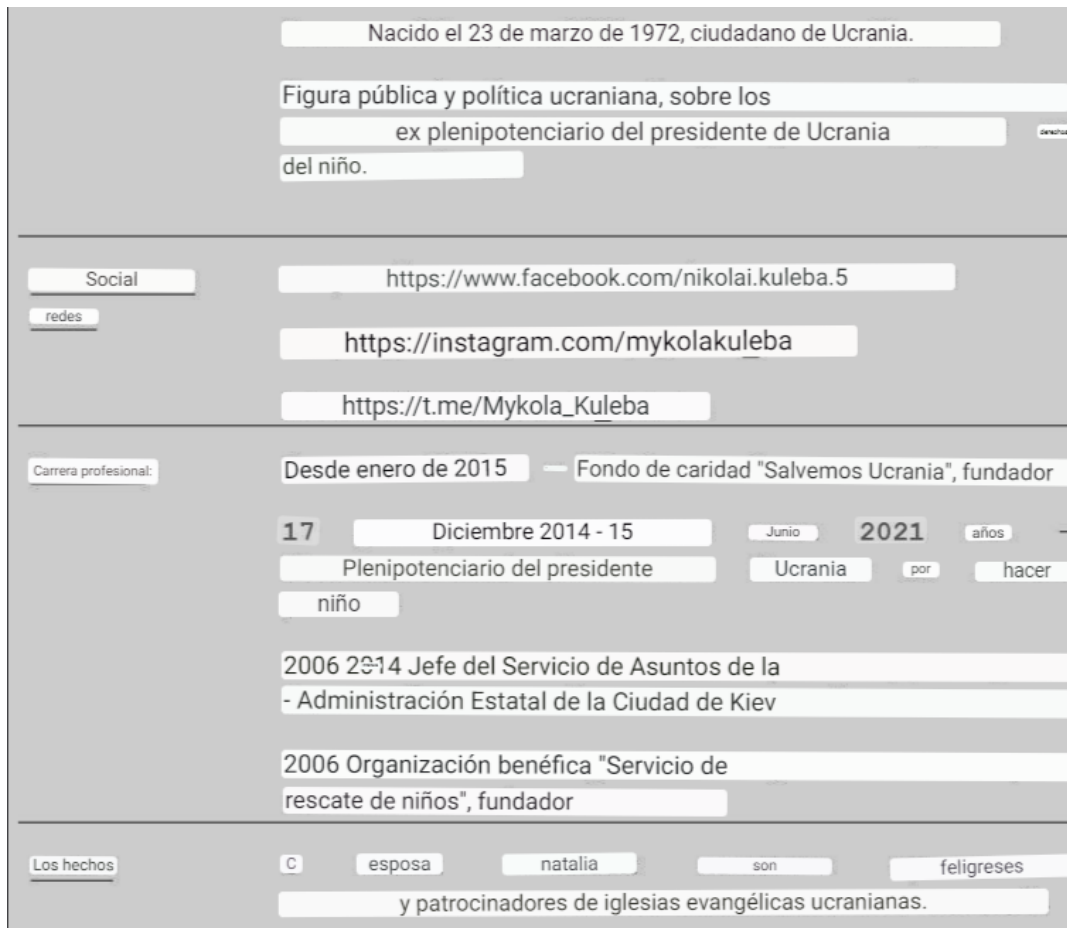 Nacido el 23 de marzo de 1972, ciudadano de Ucrania.
Figura pública y política ucraniana, sobre los
ex plenipotenciario del presidente de Ucrania derechos
del niño.
Social https://www.facebook.com/nikolai.kuleba.5
redes
https://instagram.com/mykolakuleba
https://t.me/Mykola_Kuleba
Carrera profesional: Desde enero de 2015 — Fondo de caridad "Salvemos Ucrania", fundador
17 Diciembre 2014 - 15 Junio 2021 años -
Plenipotenciario del presidente Ucrania por hacer
niño
2006 2014 Jefe del Servicio de Asuntos de la
- Administración Estatal de la Ciudad de Kiev
2006 Organización benéfica "Servicio de
rescate de niños", fundador
Los hechos C esposa natalia son feligreses
y patrocinadores de iglesias evangélicas ucranianas.